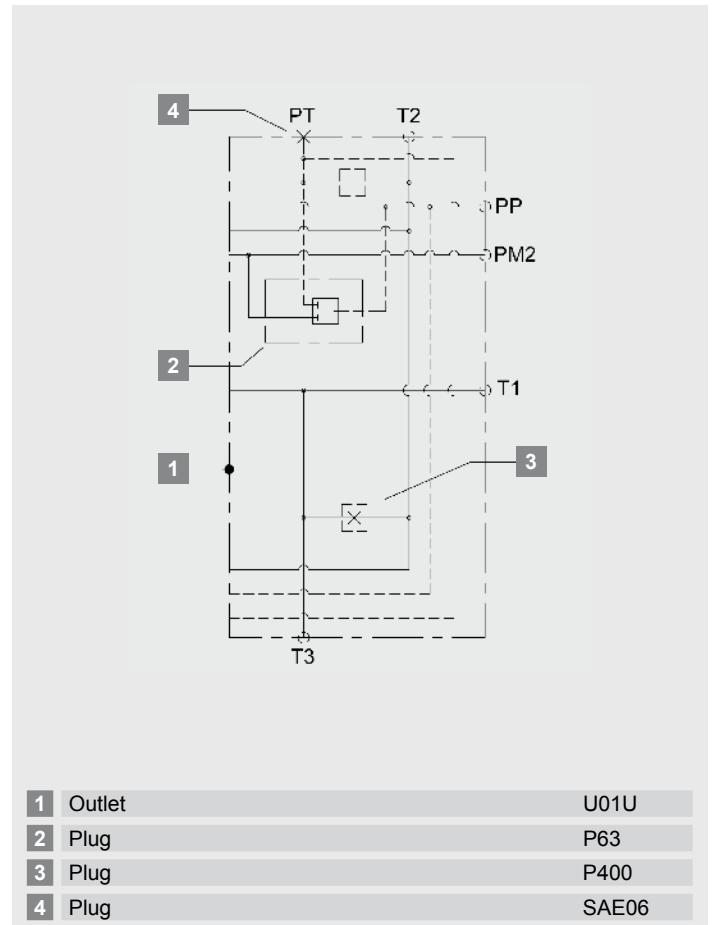 4 PT T2
PP
PM2
2
T1
1
3
T3
1 Outlet U01U
2 Plug P63
3 Plug P400
4 Plug SAE06